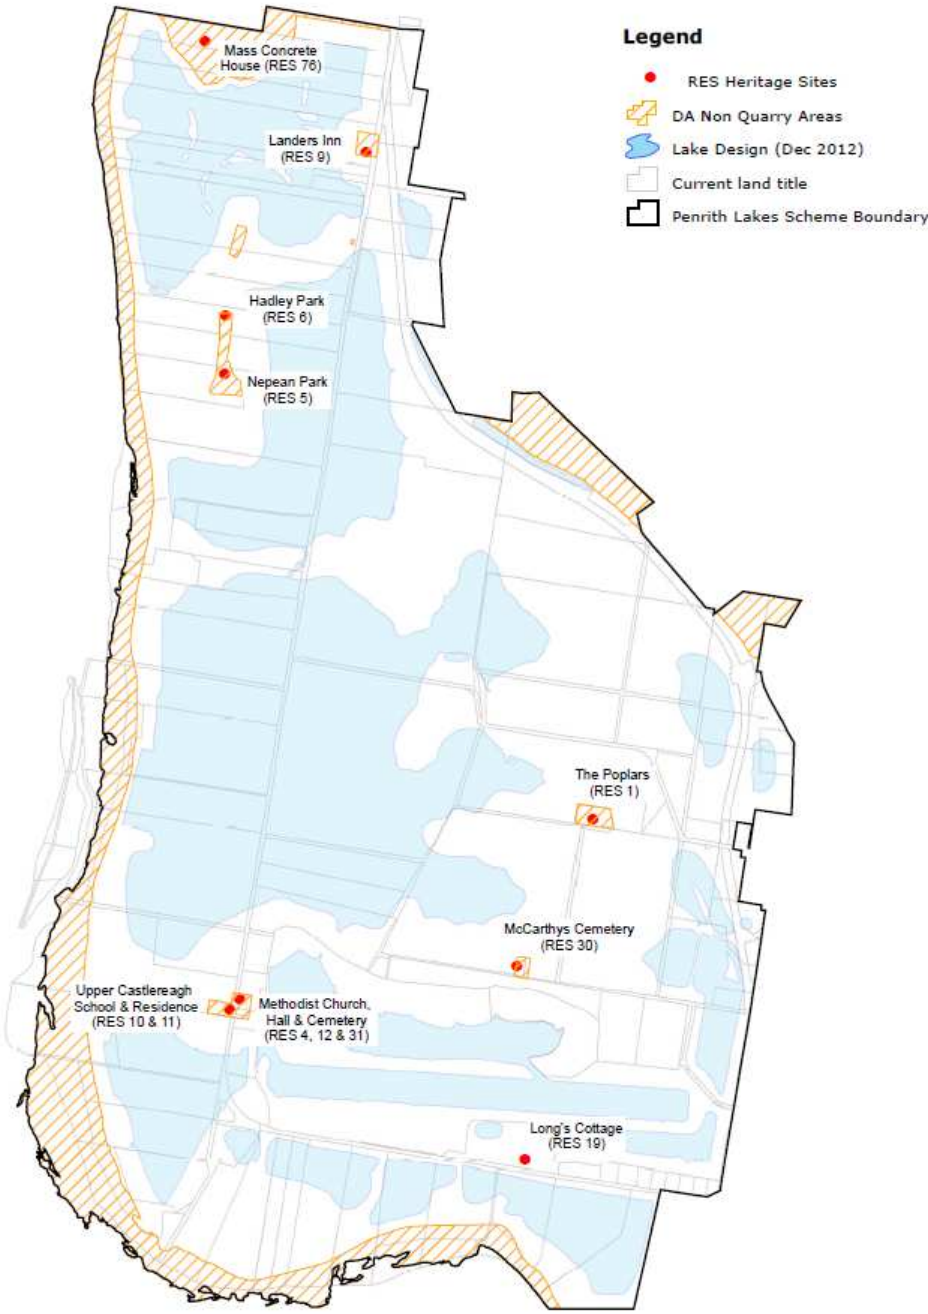 Legend
RES Heritage Sites
DA Non Quarry Areas
Lake Design (Dec 2012)
Current land title
Penrith Lakes Scheme Boundary
Mass Concrete
House (RES 76)
Landers Inn
(RES 9)
Hadley Park
(RES 6)
Nepean Park
(RES 5)
The Poplars
(RES 1)
McCarthys Cemetery
(RES 30)
Upper Castlereagh
School & Residence
(RES 10 & 11)
Methodist Church,
Hall & Cemetery
(RES 4, 12 & 31)
Long's Cottage
(RES 19)